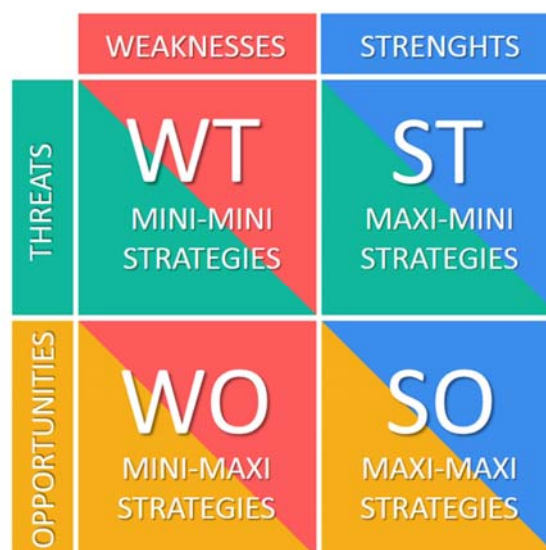 WEAKNESSES
STRENGHTS
THREATS
WT
MINI-MINI
STRATEGIES
ST
MAXI-MINI
STRATEGIES
OPPORTUNITIES
WO
MINI-MAXI
STRATEGIES
SO
MAXI-MAXI
STRATEGIES